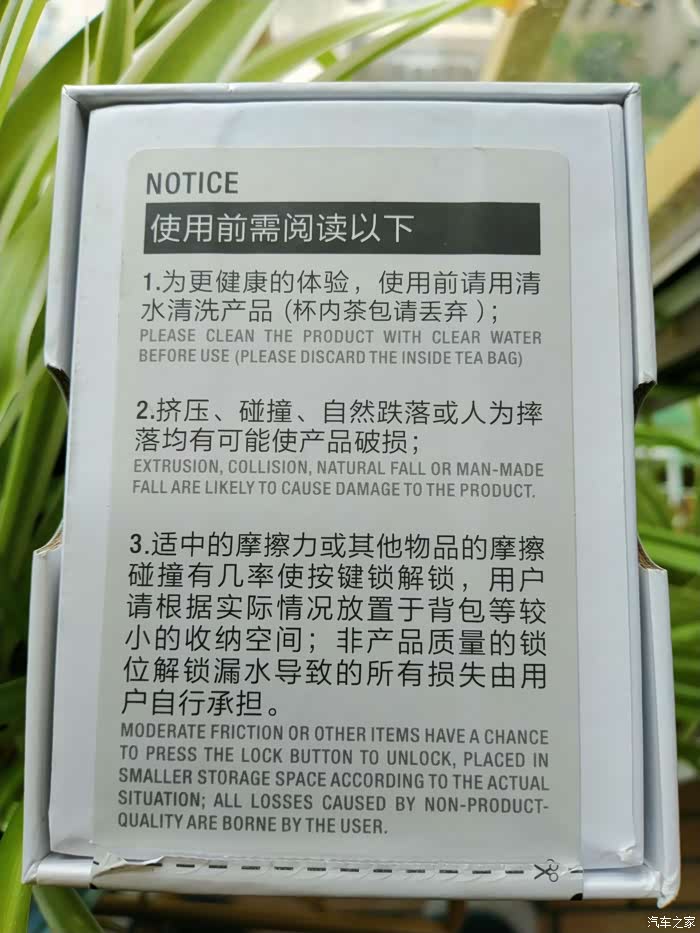 NOTICE
使用前需阅读以下
1.为更健康的体验，使用前请用清
水清洗产品（杯内茶包请丢弃）；
PLEASE CLEAN THE PRODUCT WITH CLEAR WATER
BEFORE USE (PLEASE DISCARD THE INSIDE TEA BAG)
2.挤压、碰撞、自然跌落或人为摔
落均有可能使产品破损；
EXTRUSION, COLLISION, NATURAL FALL OR MAN-MADE
FALL ARE LIKELY TO CAUSE DAMAGE TO THE PRODUCT.
3.适中的摩擦力或其他物品的摩擦
碰撞有几率使按键锁解锁，用户
请根据实际情况放置于背包等较
小的收纳空间；非产品质量的锁
位解锁漏水导致的所有损失由用
户自行承担。
MODERATE FRICTION OR OTHER ITEMS HAVE A CHANCE
TO PRESS THE LOCK BUTTON TO UNLOCK, PLACED IN
SMALLER STORAGE SPACE ACCORDING TO THE ACTUAL
SITUATION; ALL LOSSES CAUSED BY NON-PRODUCT-
QUALITY ARE BORNE BY THE USER.
汽车之家